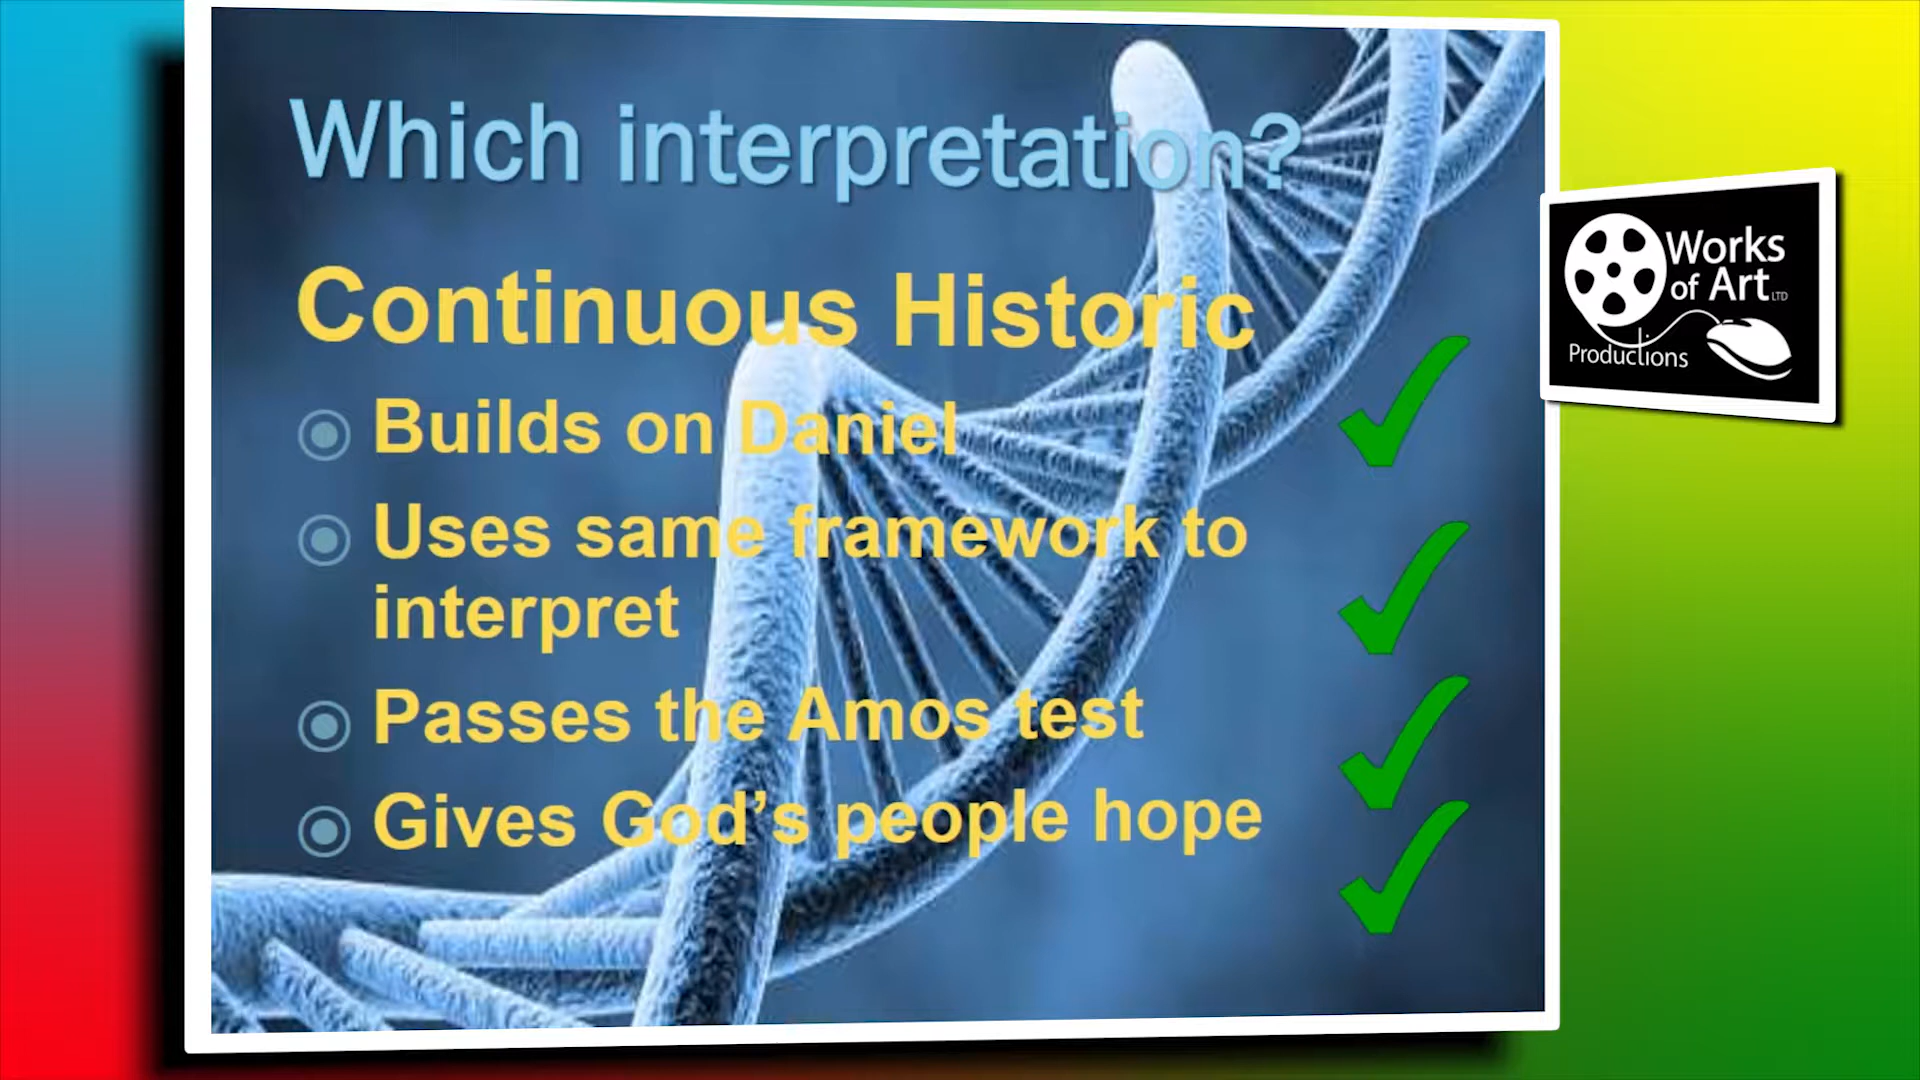 Which interpretation?
Continuous Historic
Builds on Daniel
Uses same framework to
interpret
Passes the Amos test
Gives God’s people hope
Works
of Art LTD
Productions